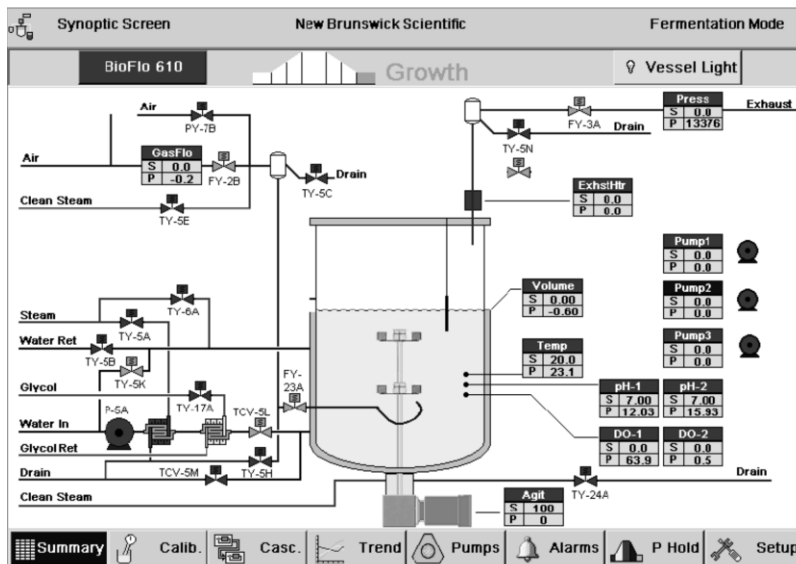 Synoptic Screen New Brunswick Scientific Fermentation Mode
BioFlo 610 Growth Vessel Light
Air
PY-7B
Air
GasFlo
S 0.0
P -0.2
FY-2B
TY-5C
Drain
Clean Steam
TY-5E
FY-3A
Press
S 0.0
P 13376
Exhaust
TY-5N
Drain
ExhstHtr
S 0.0
P 0.0
Pump1
S 0.0
P 0.0
Pump2
S 0.0
P 0.0
Pump3
S 0.0
P 0.0
Volume
S 0.00
P -0.60
Temp
S 20.0
P 23.1
pH-1
S 7.00
P 12.03
pH-2
S 7.00
P 15.93
DO-1
S 0.0
P 63.9
DO-2
S 0.0
P 0.5
TY-6A
Steam
TY-5A
Water Ret
TY-5B
TY-5K
Glycol
TY-17A
FY-
23A
Water In
P-5A
TCV-5L
Glycol Ret
Drain
TCV-5M
TY-5H
Clean Steam
Agit
S 100
P 0
TY-24A
Drain
Summary Calib. Casc. Trend Pumps Alarms P Hold Setup